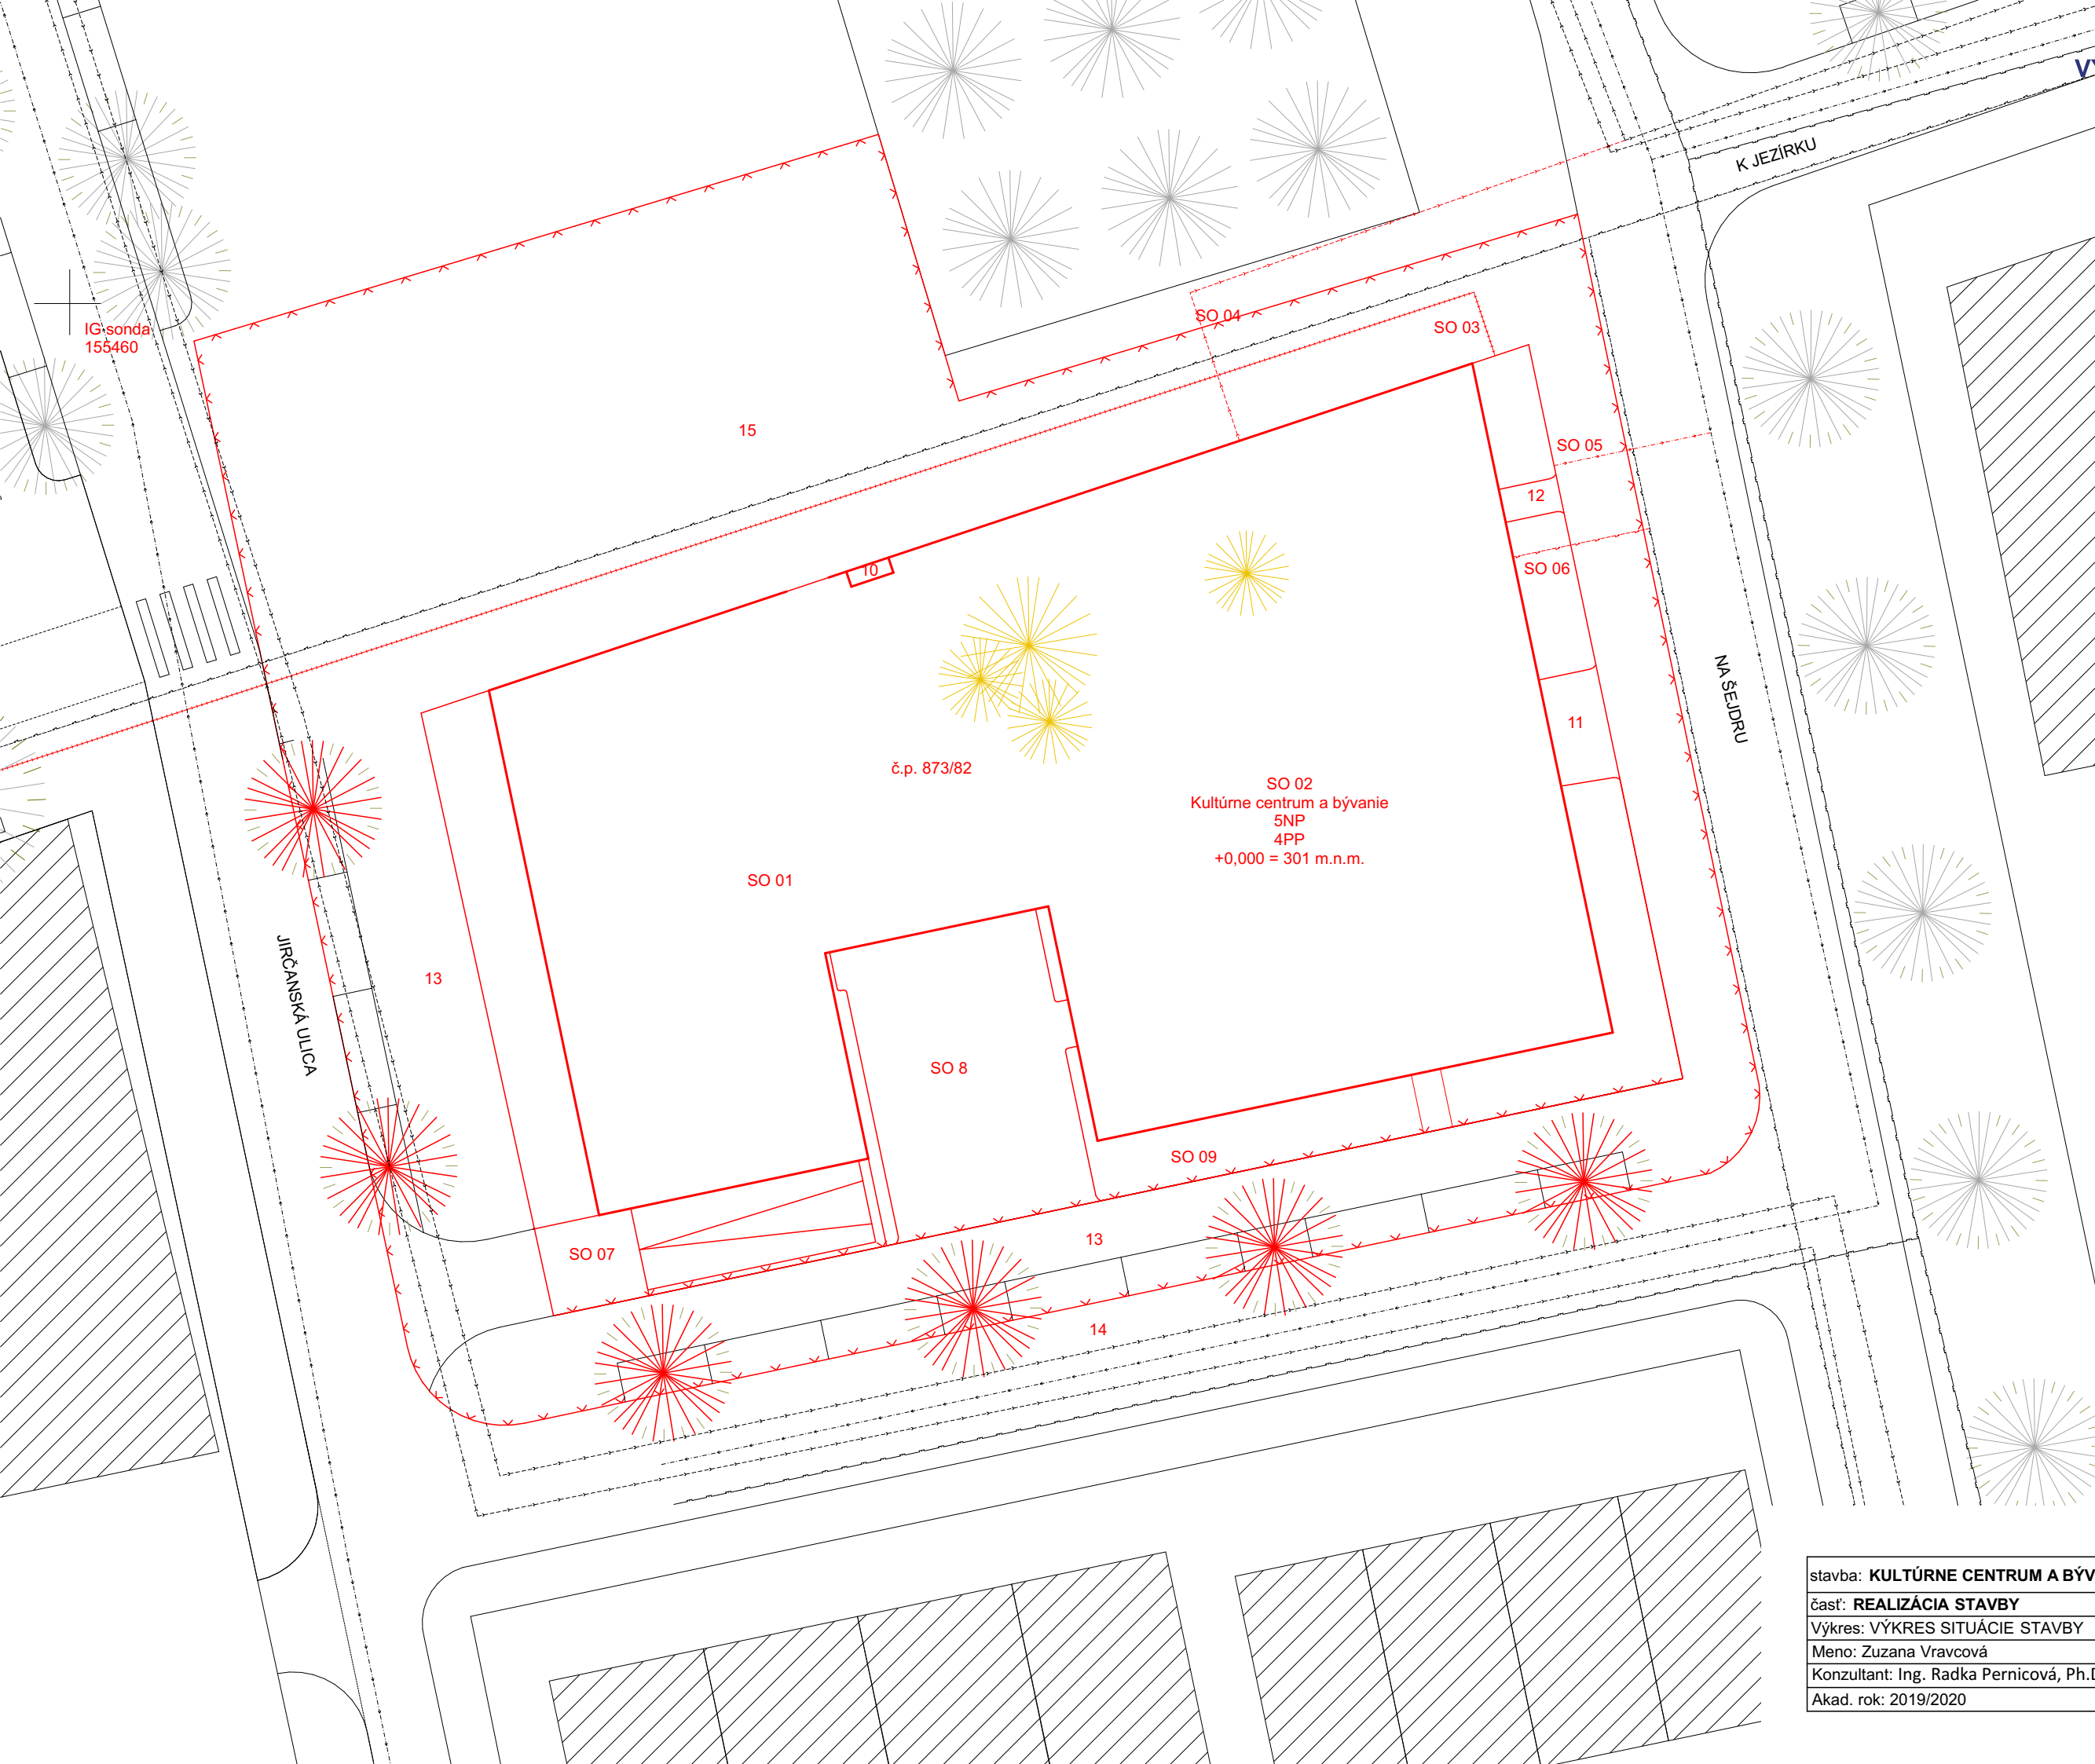 VÝ
K JEZÍRKU
IG sonda
155460
SO 04
SO 03
15
SO 05
12
10
SO 06
NA ŠEJDRU
11
č.p. 873/82
SO 02
Kultúrne centrum a bývanie
5NP
4PP
+0,000 = 301 m.n.m.
SO 01
JIRČANSKÁ ULICA
13
SO 8
SO 09
SO 07
13
14
stavba: KULTÚRNE CENTRUM A BÝV
časť: REALIZÁCIA STAVBY
Výkres: VÝKRES SITUÁCIE STAVBY
Meno: Zuzana Vravcová
Konzultant: Ing. Radka Pernicová, Ph.D
Akad. rok: 2019/2020